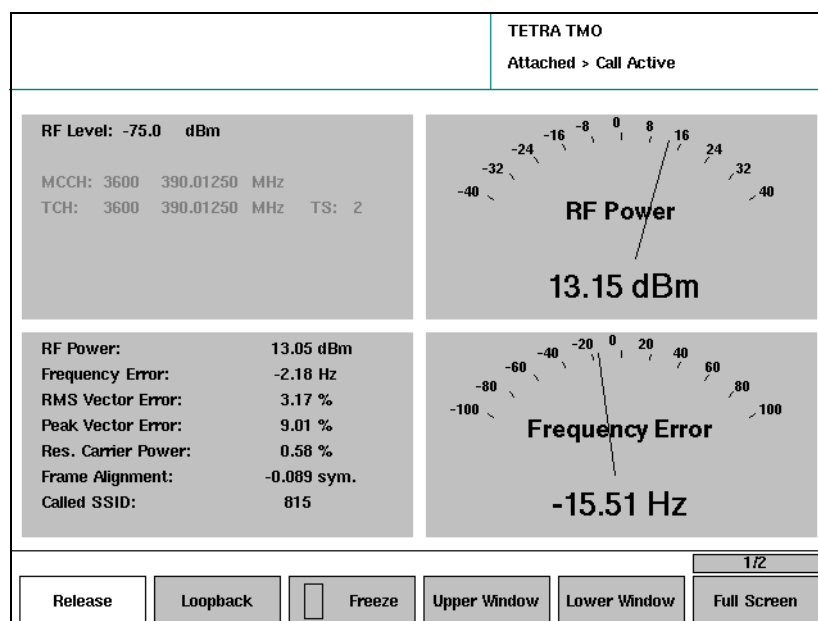 TETRA TMO
Attached > Call Active
RF Level: -75.0 dBm
MCCH: 3600 390.01250 MHz
TCH: 3600 390.01250 MHz TS: 2
-40 -32 -24 -16 -8 0 8 16 24 32 40
RF Power
13.15 dBm
RF Power: 13.05 dBm
Frequency Error: -2.18 Hz
RMS Vector Error: 3.17 %
Peak Vector Error: 9.01 %
Res. Carrier Power: 0.58 %
Frame Alignment: -0.089 sym.
Called SSID: 815
-100 -80 -60 -40 -20 0 20 40 60 80 100
Frequency Error
-15.51 Hz
1/2
Release Loopback Freeze Upper Window Lower Window Full Screen